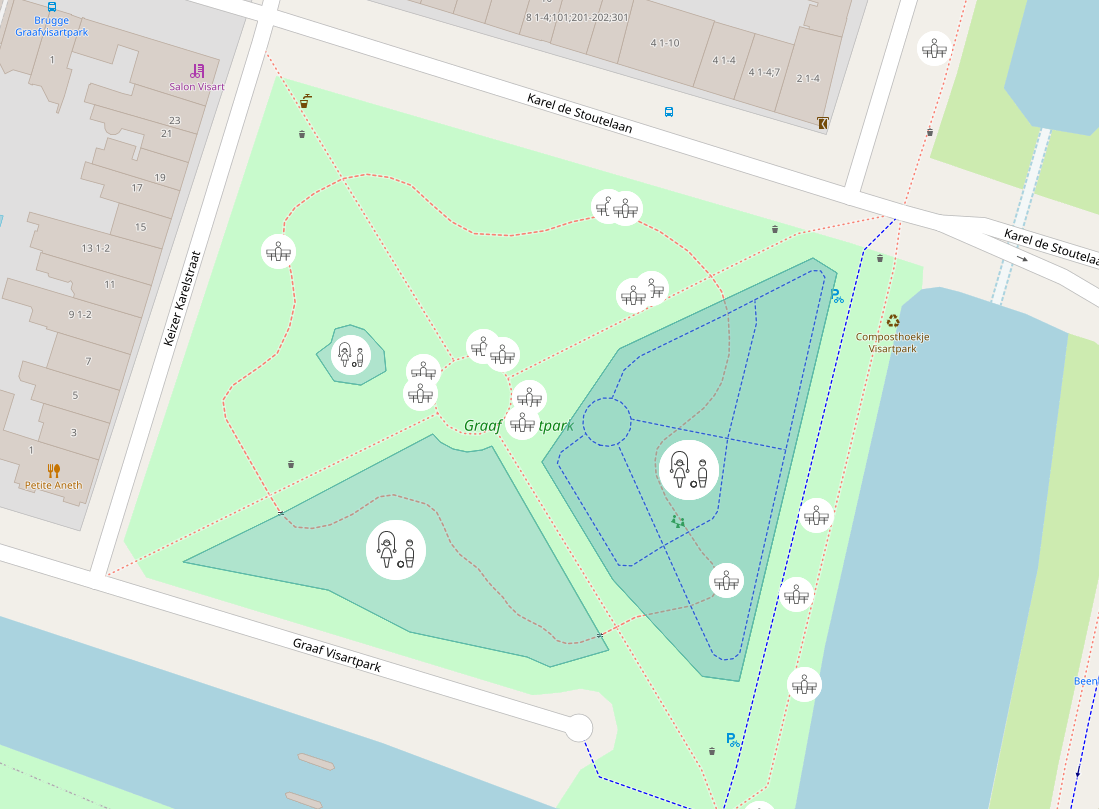 Brugge
Graafvisartpark
8 1-4;101;201-202;301
4 1-10
4 1-4
4 1-4;7
2 1-4
1
Salon Visart
Karel de Stoutelaan
23
21
19
17
15
13 1-2
11
9 1-2
7
5
3
1
Petite Aneth
Keizer Karelstraat
Karel de Stoutelaa
Composthoekje
Visartpark
Graaf
tpark
Graaf Visartpark
Been